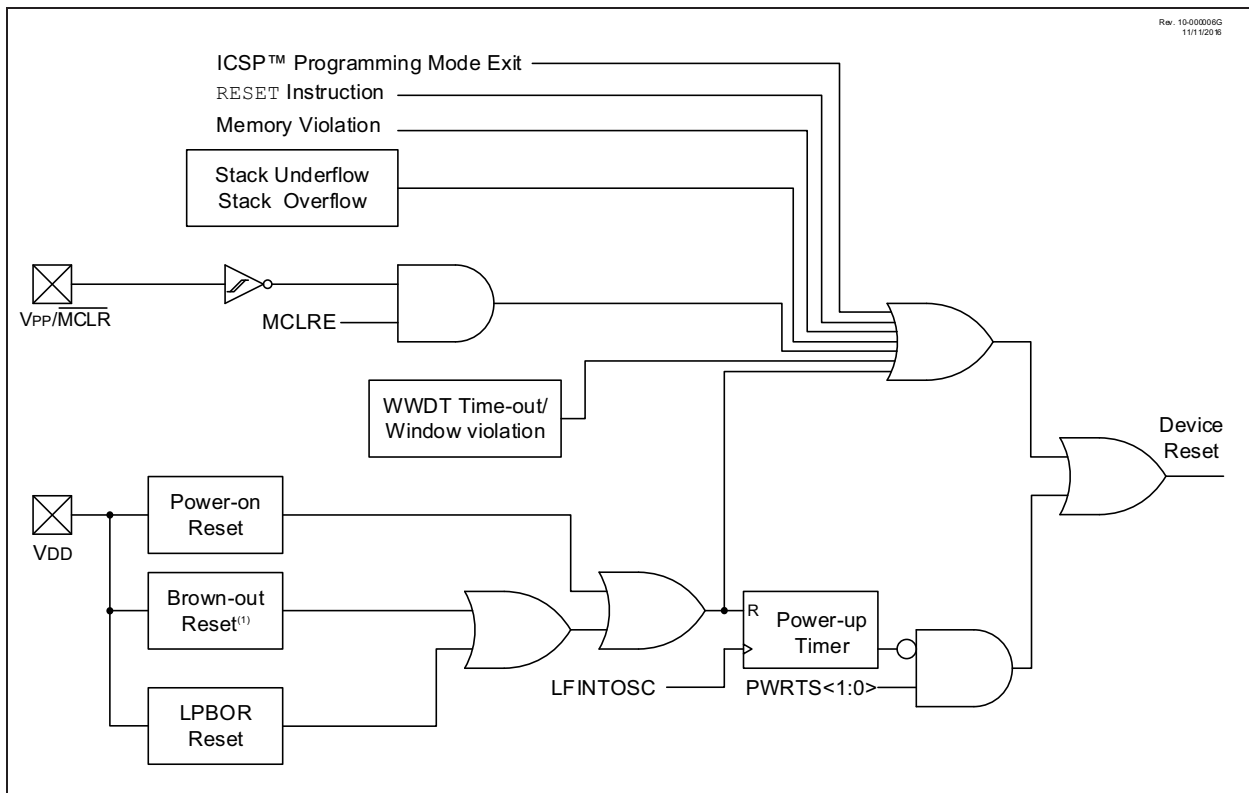 Rev. 10-000006G
11/11/2016
ICSP™ Programming Mode Exit
RESET Instruction
Memory Violation
Stack Underflow
Stack Overflow
VPP/MCLR
MCLRE
WWDT Time-out/
Window violation
Device
Reset
Power-on
Reset
VDD
Brown-out
Reset(1)
R
Power-up
Timer
LFINTOSC
PWRTS<1:0>
LPBOR
Reset